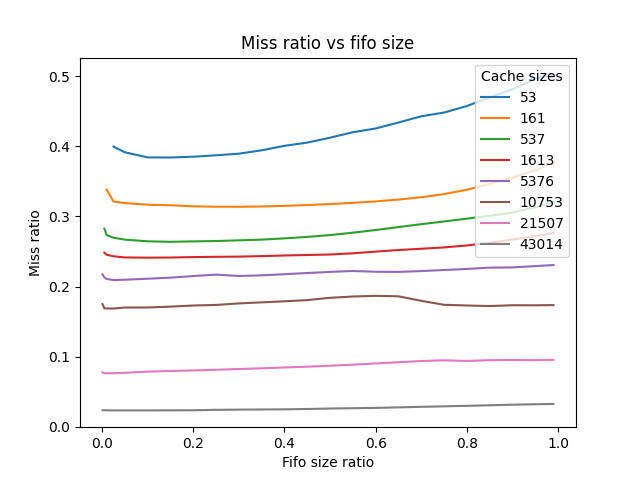 Miss ratio vs fifo size
Cache sizes
53
161
537
1613
5376
10753
21507
43014
Miss ratio
0.5
0.4
0.3
0.2
0.1
0.0
0.0 0.2 0.4 0.6 0.8 1.0
Fifo size ratio